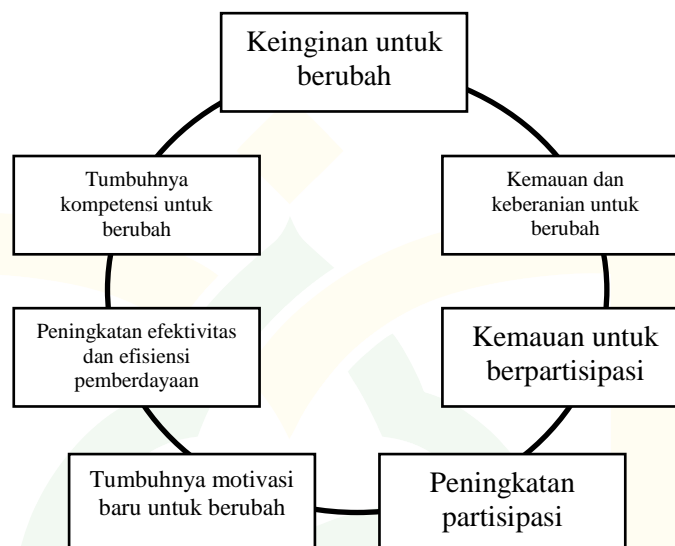 Keinginan untuk
berubah
Kemauan dan
keberanian untuk
berubah
Kemauan untuk
berpartisipasi
Peningkatan
partisipasi
Tumbuhnya motivasi
baru untuk berubah
Peningkatan efektivitas
dan efisiensi
pemberdayaan
Tumbuhnya
kompetensi untuk
berubah